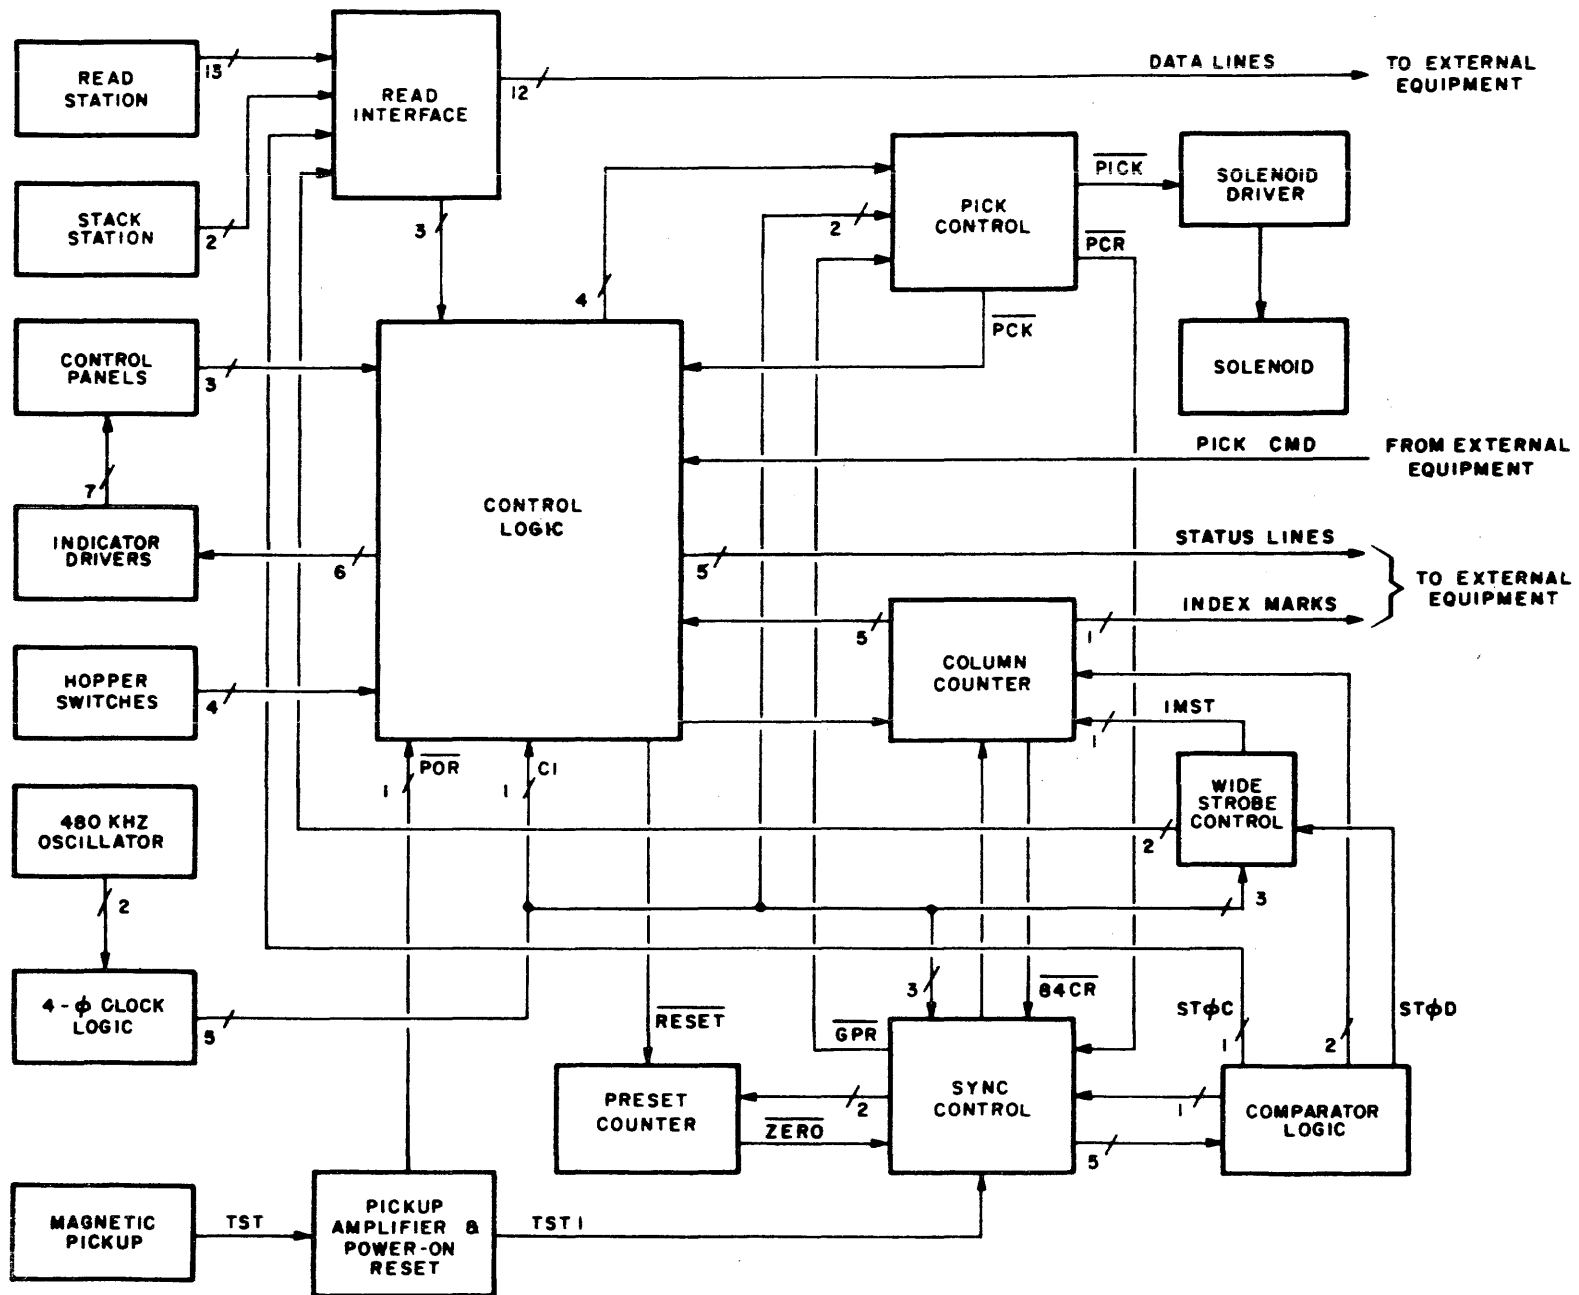 READ
STATION
13
READ
INTERFACE
12
DATA LINES
TO EXTERNAL
EQUIPMENT
STACK
STATION
2
3
4
2
PICK
CONTROL
PICK
PCR
PCK
SOLENOID
DRIVER
SOLENOID
CONTROL
PANELS
3
7
INDICATOR
DRIVERS
6
CONTROL
LOGIC
PICK CMD
FROM EXTERNAL
EQUIPMENT
STATUS LINES
5
INDEX MARKS
1
TO EXTERNAL
EQUIPMENT
HOPPER
SWITCHES
4
5
COLUMN
COUNTER
IMST
1
POR
1
C1
1
WIDE
STROBE
CONTROL
2
3
480 KHZ
OSCILLATOR
2
4-ϕ CLOCK
LOGIC
5
RESET
GPR
3
84CR
STϕC
1
2
STϕD
PRESET
COUNTER
2
ZERO
SYNC
CONTROL
1
5
COMPARATOR
LOGIC
MAGNETIC
PICKUP
TST
PICKUP
AMPLIFIER &
POWER-ON
RESET
TST1